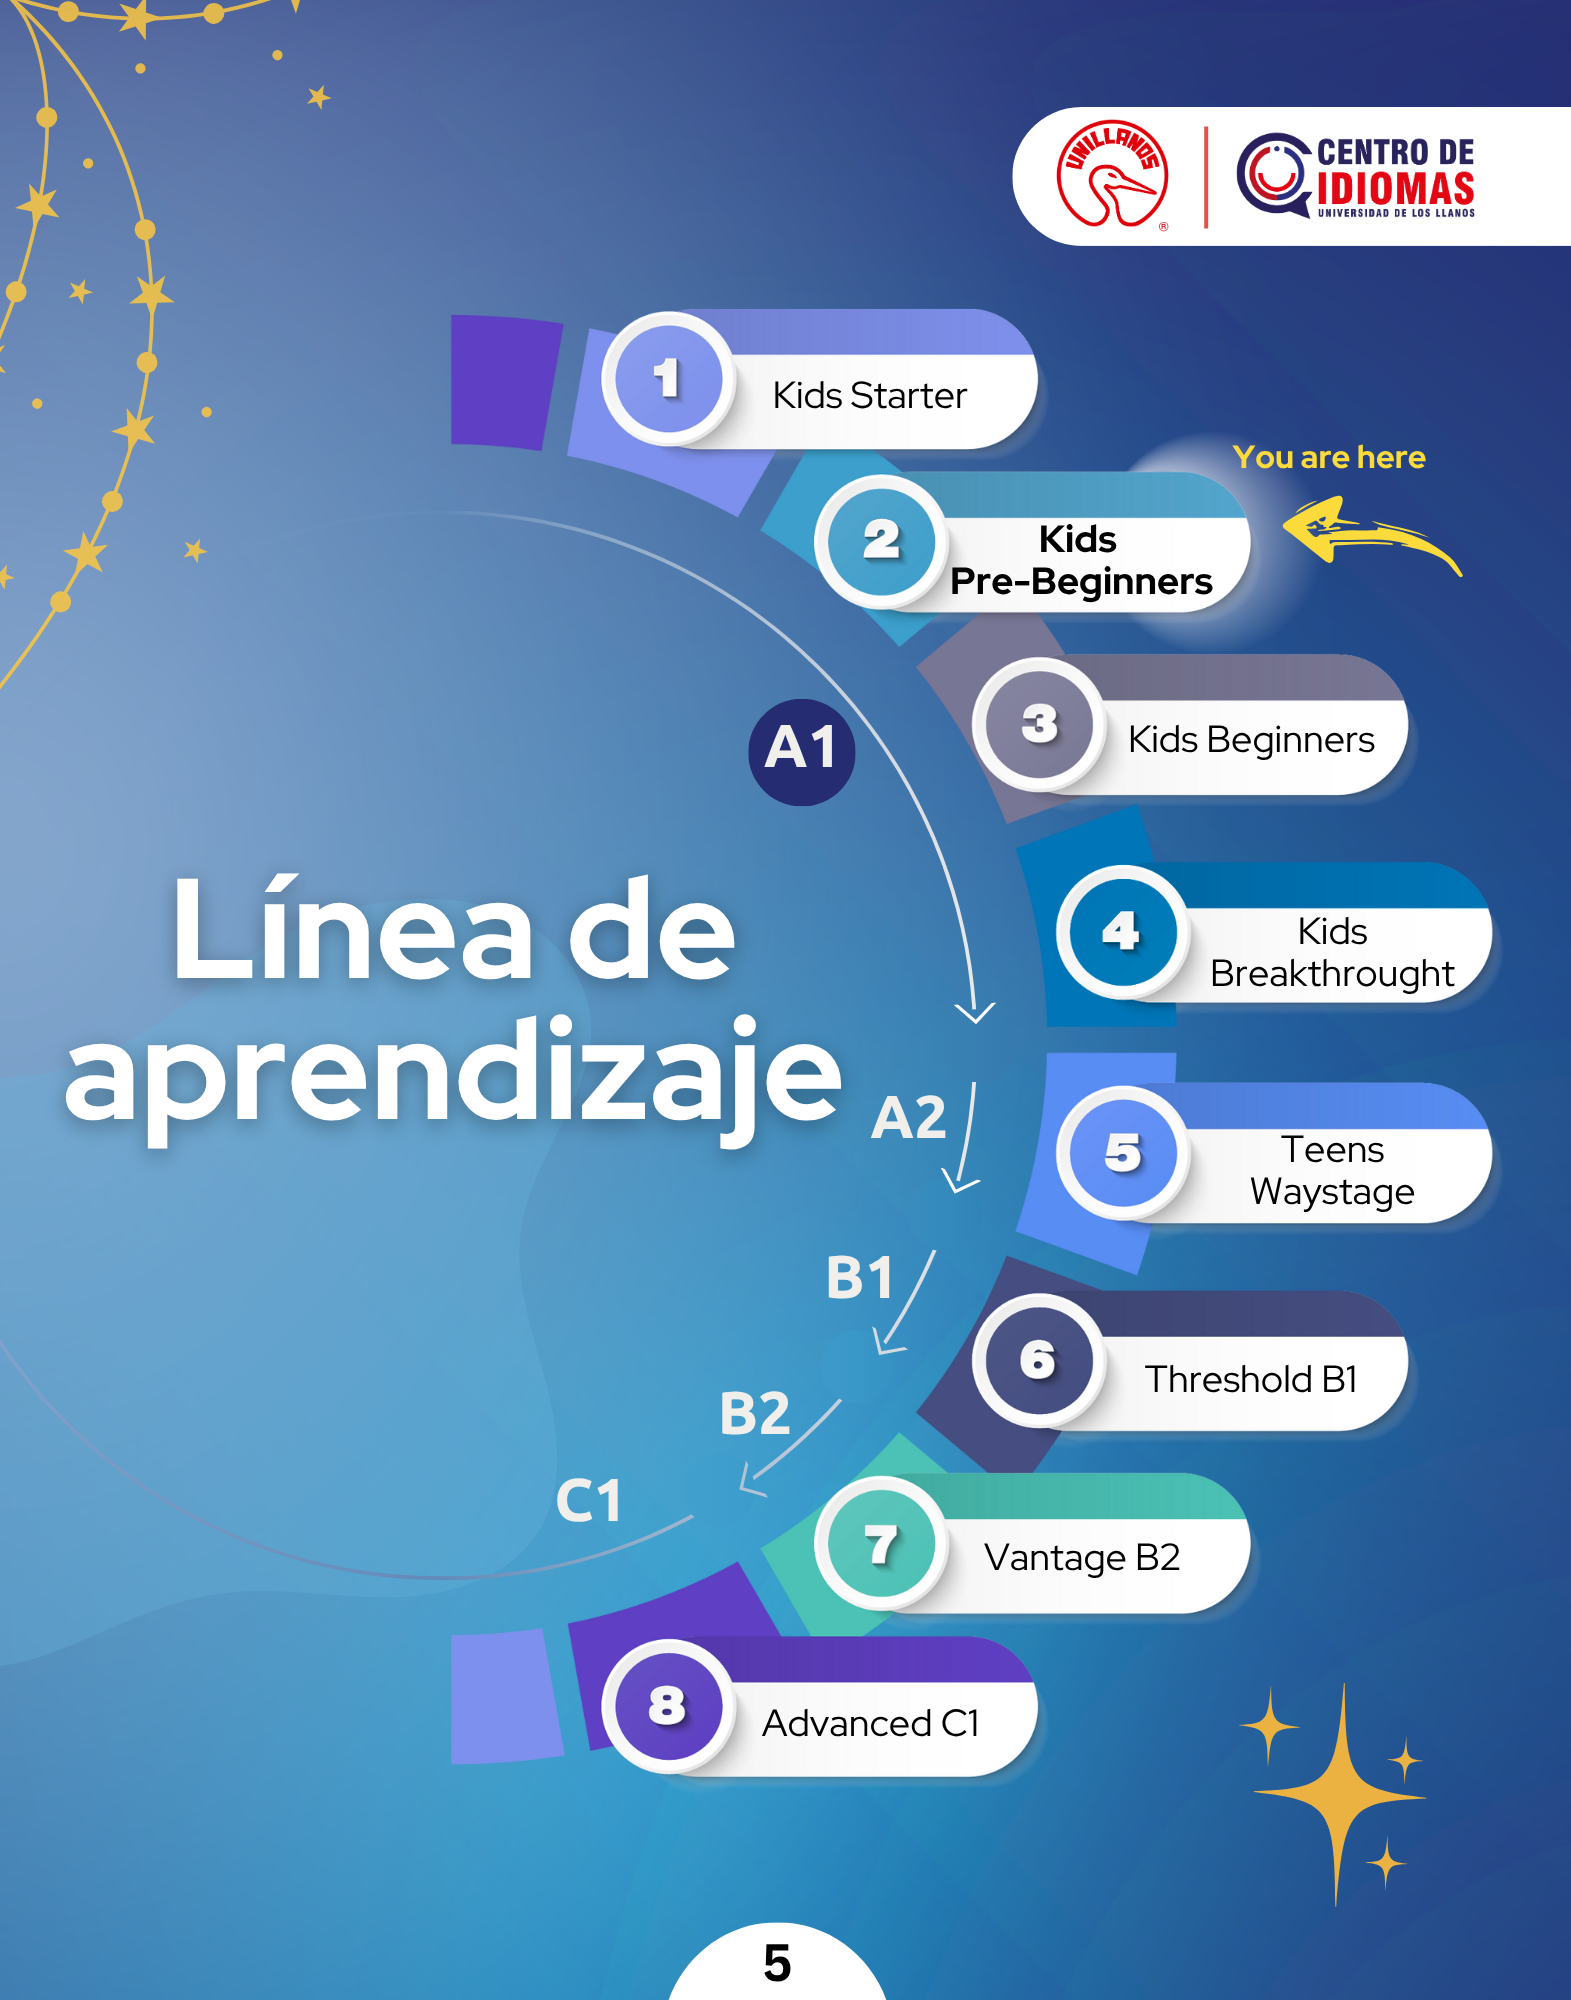 UNILLANOS
®
CENTRO DE
IDIOMAS
UNIVERSIDAD DE LOS LLANOS
1
Kids Starter
You are here
2
Kids
Pre-Beginners
3
Kids Beginners
A1
4
Kids
Breakthrought
Línea de
aprendizaje
A2
5
Teens
Waystage
B1
6
Threshold B1
B2
C1
7
Vantage B2
8
Advanced C1
5